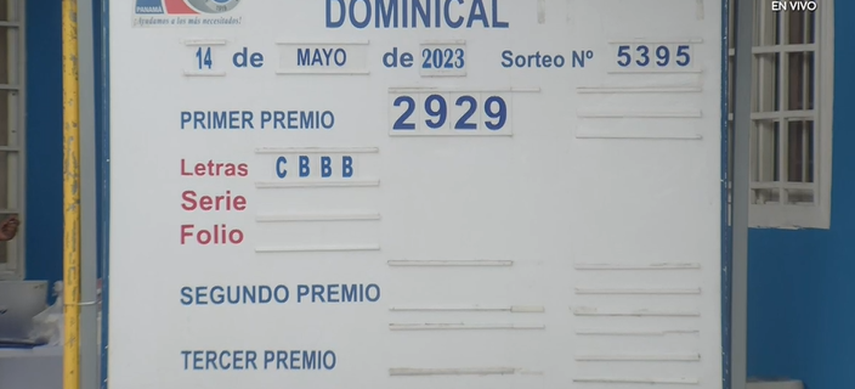 EN VIVO
PANAMÁ
¡Ayudamos a los más necesitados!
DOMINICAL
14 de MAYO de 2023 Sorteo Nº 5395
PRIMER PREMIO 2929
Letras C B B B
Serie
Folio
SEGUNDO PREMIO
TERCER PREMIO